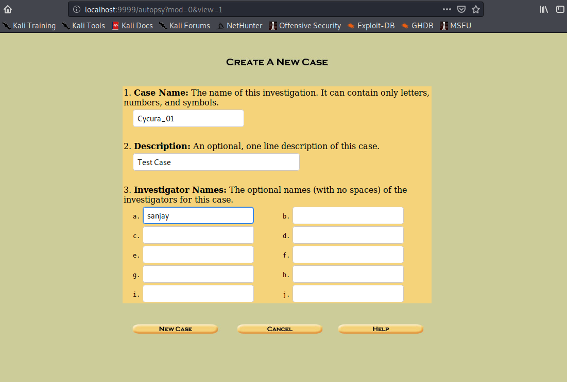 localhost:9999/autopsy?mod=0&view=1
Kali Training Kali Tools Kali Docs Kali Forums NetHunter Offensive Security Exploit-DB GHDB MSFU
CREATE A NEW CASE
1. Case Name: The name of this investigation. It can contain only letters,
numbers, and symbols.
Cycura_01
2. Description: An optional, one line description of this case.
Test Case
3. Investigator Names: The optional names (with no spaces) of the
investigators for this case.
a. sanjay b.
c. d.
e. f.
g. h.
i. j.
NEW CASE CANCEL HELP